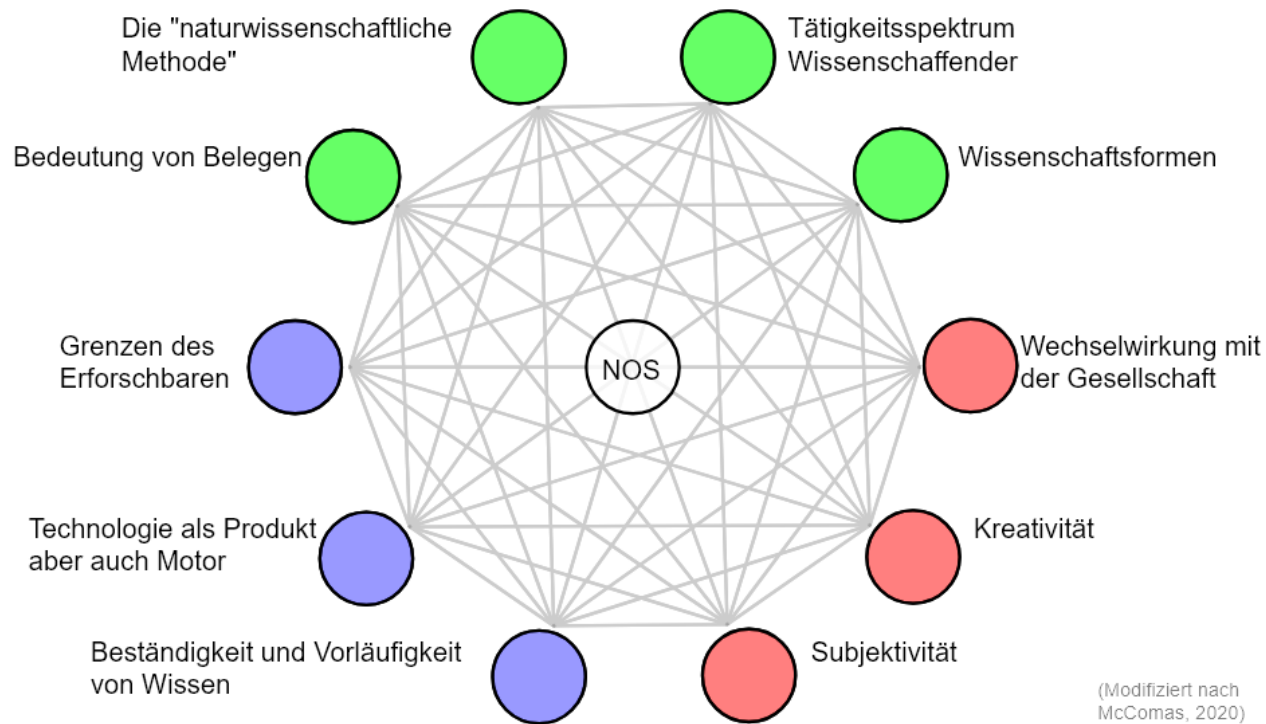 Die "naturwissenschaftliche
Methode"
Tätigkeitsspektrum
Wissenschaffender
Bedeutung von Belegen
Wissenschaftsformen
Grenzen des
Erforschbaren
NOS
Wechselwirkung mit
der Gesellschaft
Technologie als Produkt
aber auch Motor
Kreativität
Beständigkeit und Vorläufigkeit
von Wissen
Subjektivität
(Modifiziert nach
McComas, 2020)